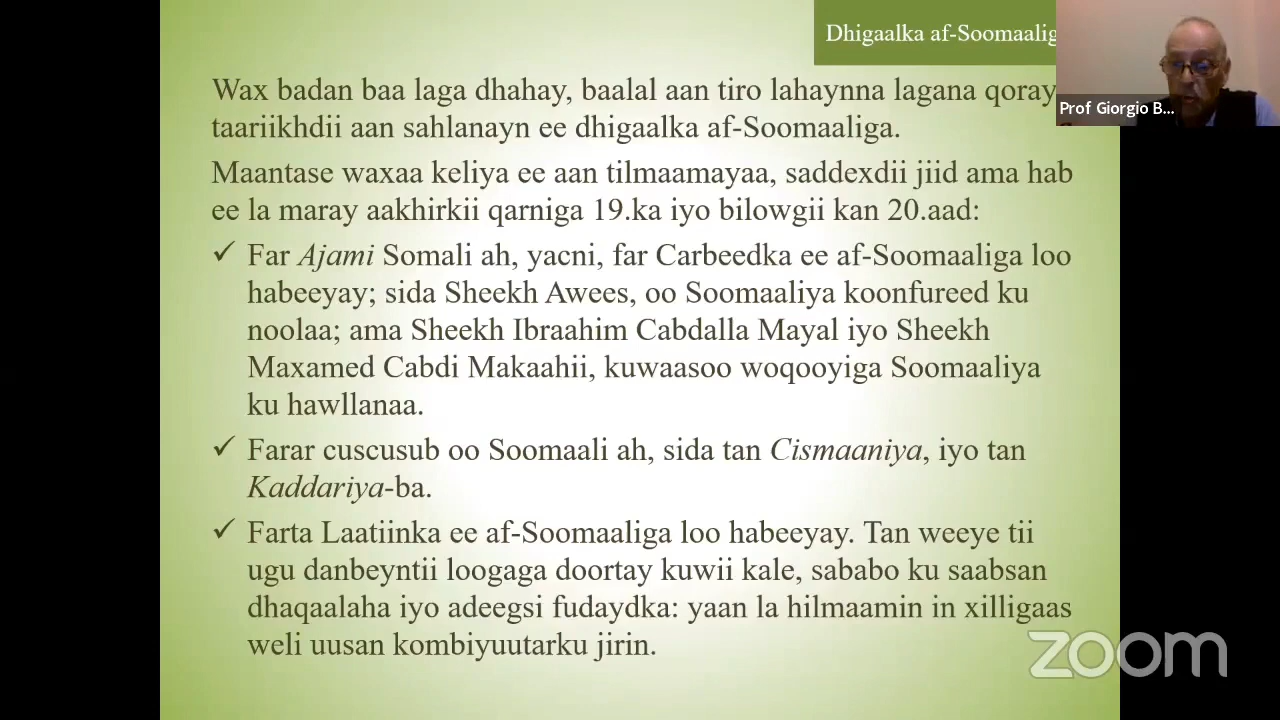 Dhigaalka af-Soomaalig
Wax badan baa laga dhahay, baalal aan tiro lahaynna lagana qoray
taariikhdii aan sahlanayn ee dhigaalka af-Soomaaliga.
Maantase waxaa keliya ee aan tilmaamayaa, saddexdii jiid ama hab
ee la maray aakhirkii qarniga 19.ka iyo bilowgii kan 20.aad:
✓ Far Ajami Somali ah, yacni, far Carbeedka ee af-Soomaaliga loo
habeeyay; sida Sheekh Awees, oo Soomaaliya koonfureed ku
noolaa; ama Sheekh Ibraahim Cabdalla Mayal iyo Sheekh
Maxamed Cabdi Makaahii, kuwaasoo woqooyiga Soomaaliya
ku hawllanaa.
✓ Farar cuscusub oo Soomaali ah, sida tan Cismaaniya, iyo tan
Kaddariya-ba.
✓ Farta Laatiinka ee af-Soomaaliga loo habeeyay. Tan weeye tii
ugu danbeyntii loogaga doortay kuwii kale, sababo ku saabsan
dhaqaalaha iyo adeegsi fudaydka: yaan la hilmaamin in xilligaas
weli uusan kombiyuutarku jirin.
Prof Giorgio B...
zoom